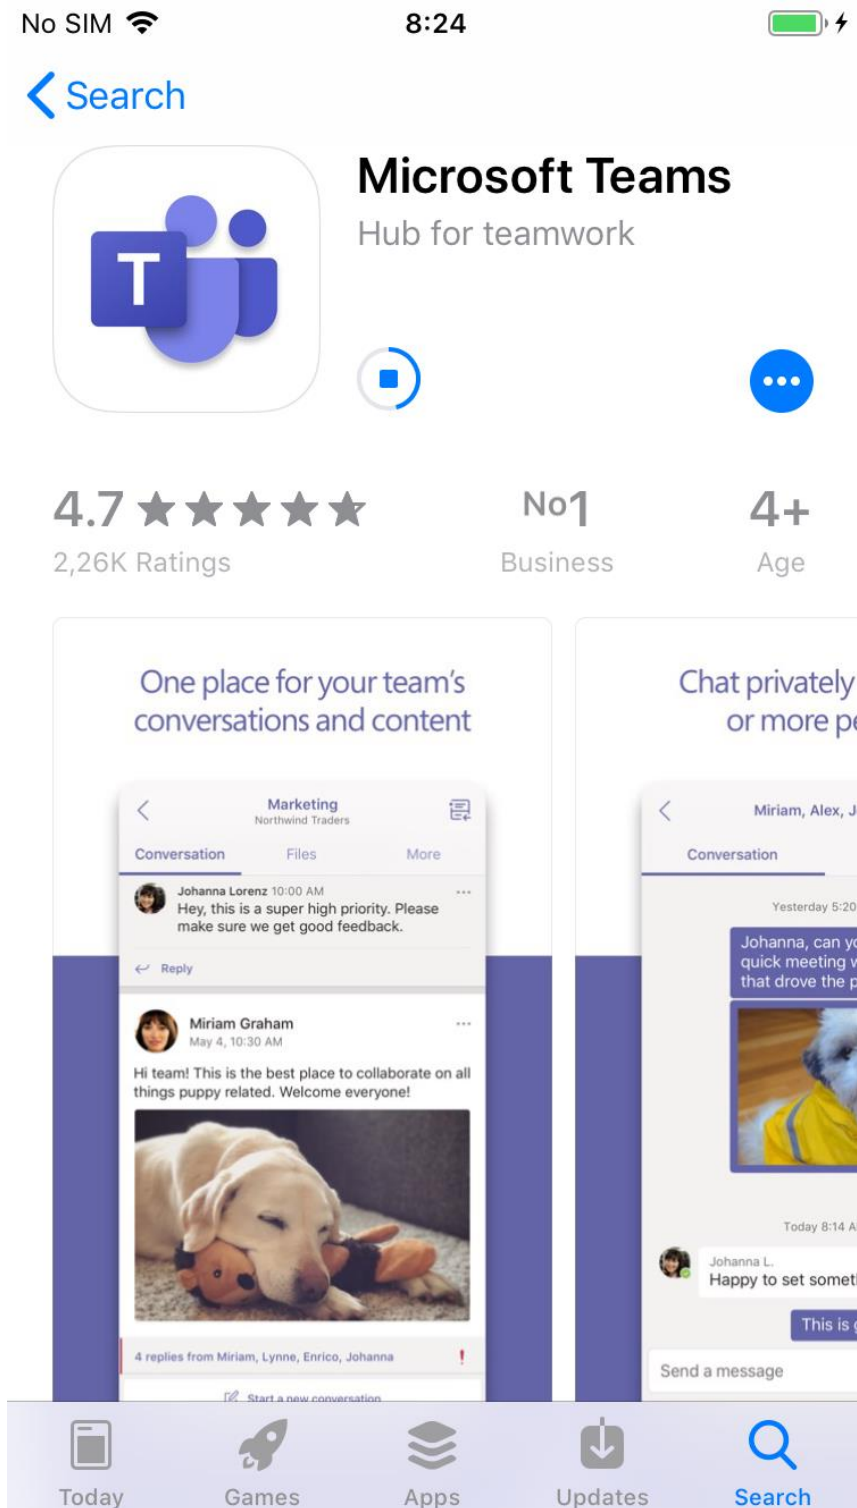 No SIM 8:24
Search
Microsoft Teams
Hub for teamwork
T
4.7 No1 4+
2,26K Ratings Business Age
One place for your team's
conversations and content
Marketing
Northwind Traders
Conversation Files More
Johanna Lorenz 10:00 AM
Hey, this is a super high priority. Please
make sure we get good feedback.
Reply
Miriam Graham
May 4, 10:30 AM
Hi team! This is the best place to collaborate on all
things puppy related. Welcome everyone!
4 replies from Miriam, Lynne, Enrico, Johanna
Start a new conversation
Chat privately
or more
Miriam, Alex,
Conversation
Yesterday 5:20
Johanna, can
quick meeting
that drove the
Today 8:14
Johanna L.
Happy to set
This is
Send a message
Today Games Apps Updates Search